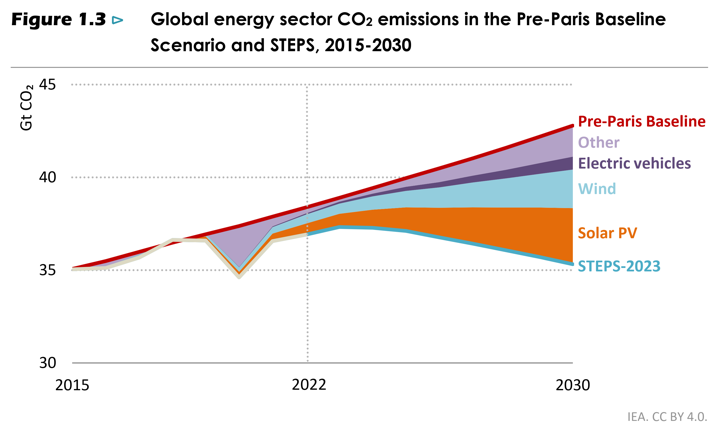 Figure 1.3 ⊳ Global energy sector CO₂ emissions in the Pre-Paris Baseline
Scenario and STEPS, 2015-2030
Gt CO₂
45
40
35
30
2015
2022
2030
Pre-Paris Baseline
Other
Electric vehicles
Wind
Solar PV
STEPS-2023
IEA. CC BY 4.0.